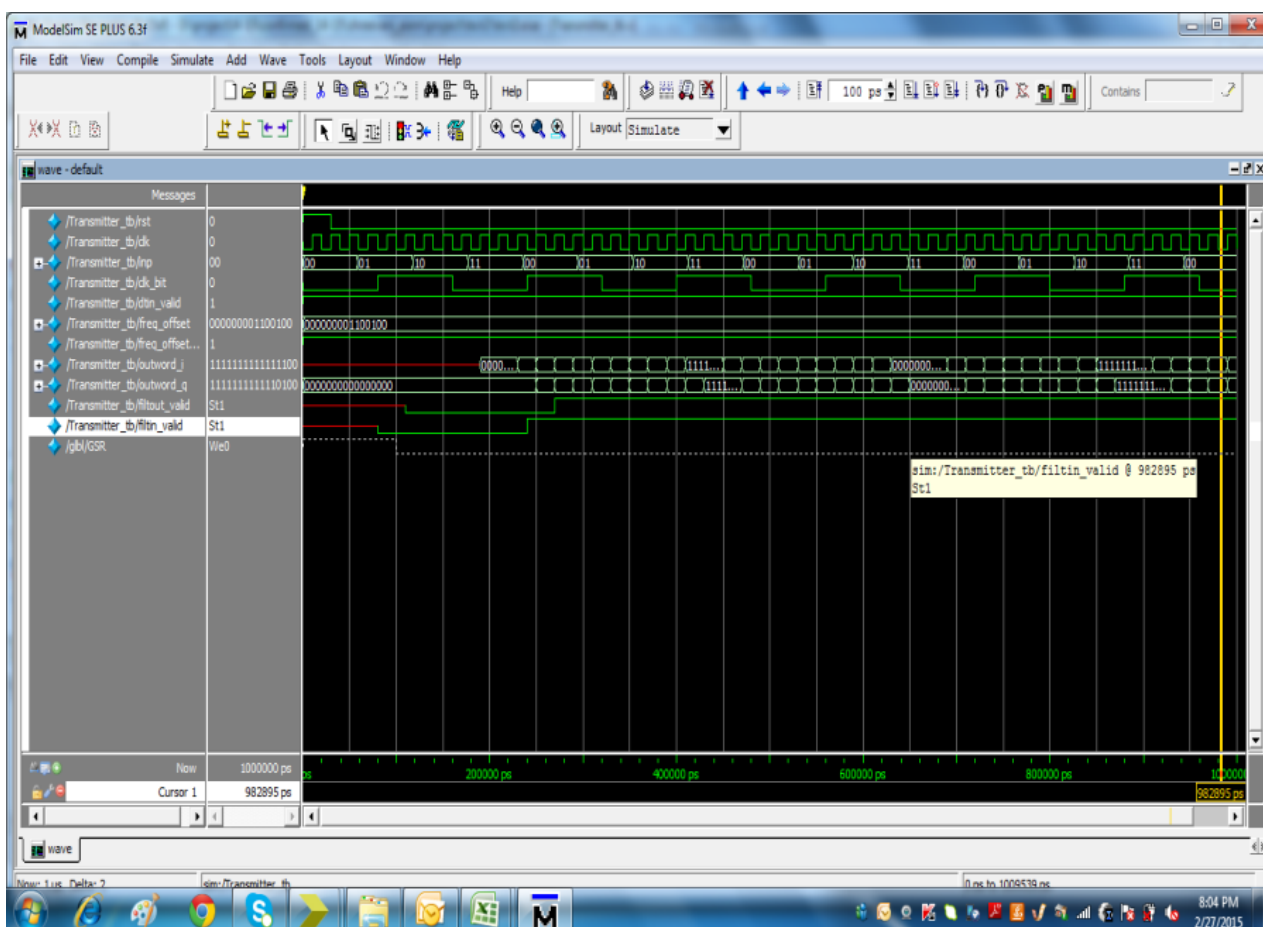 ModelSim SE PLUS 6.3f
File Edit View Compile Simulate Add Wave Tools Layout Window Help
Help
100 ps
Contains
Layout Simulate
wave - default
Messages
/Transmitter_tb/rst 0
/Transmitter_tb/clk 0
/Transmitter_tb/inp 00 00 01 10 11 00 01 10 11 00 01 10 11 00 01 10 11 00
/Transmitter_tb/clk_bit 0
/Transmitter_tb/dtin_valid 1
/Transmitter_tb/freq_offset 000000001100100 000000001100100
/Transmitter_tb/freq_offset... 1
/Transmitter_tb/outword_i 1111111111111100 0000... 1111... 0000000... 1111111...
/Transmitter_tb/outword_q 1111111111110100 0000000000000000 1111... 0000000... 1111111...
/Transmitter_tb/filtout_valid St1
/Transmitter_tb/filtin_valid St1
/glbl/GSR We0
sim:/Transmitter_tb/filtin_valid @ 982895 ps
St1
Now 1000000 ps ps 200000 ps 400000 ps 600000 ps 800000 ps
Cursor 1 982895 ps 982895 ps
wave
Now: 1 us Delta: 2 sim:/Transmitter_tb 0 ps to 1009539 ps
8:04 PM
2/27/2015